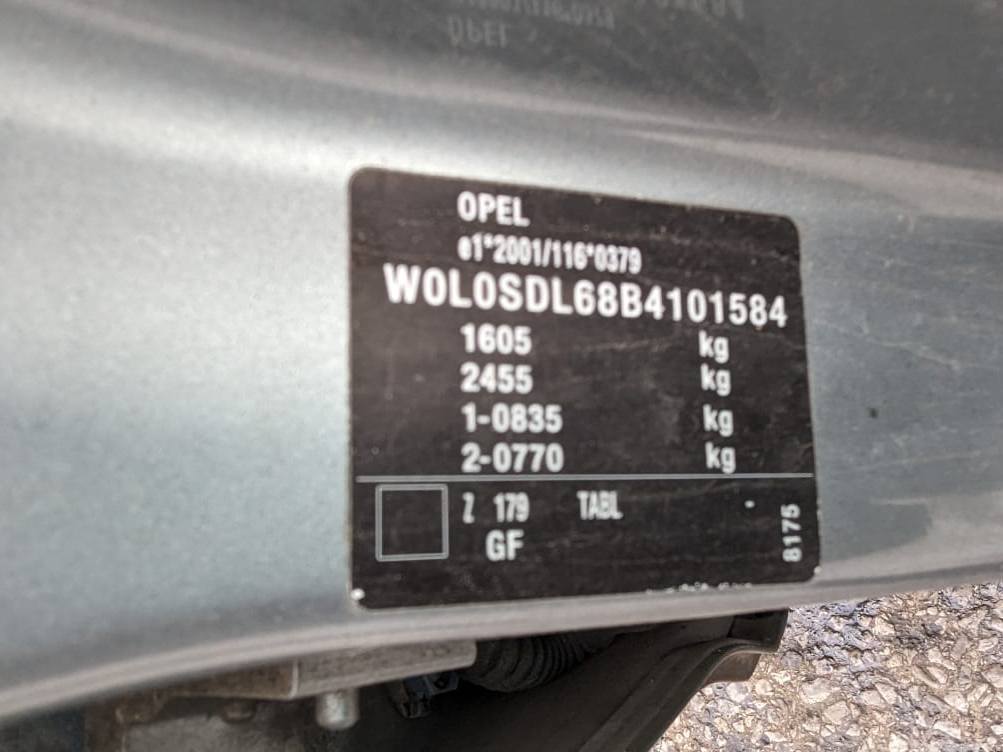 OPEL
e1*2001/116*0379
W0L0SDL68B4101584
1605 kg
2455 kg
1-0835 kg
2-0770 kg
Z 179 TABL -
GF
8175